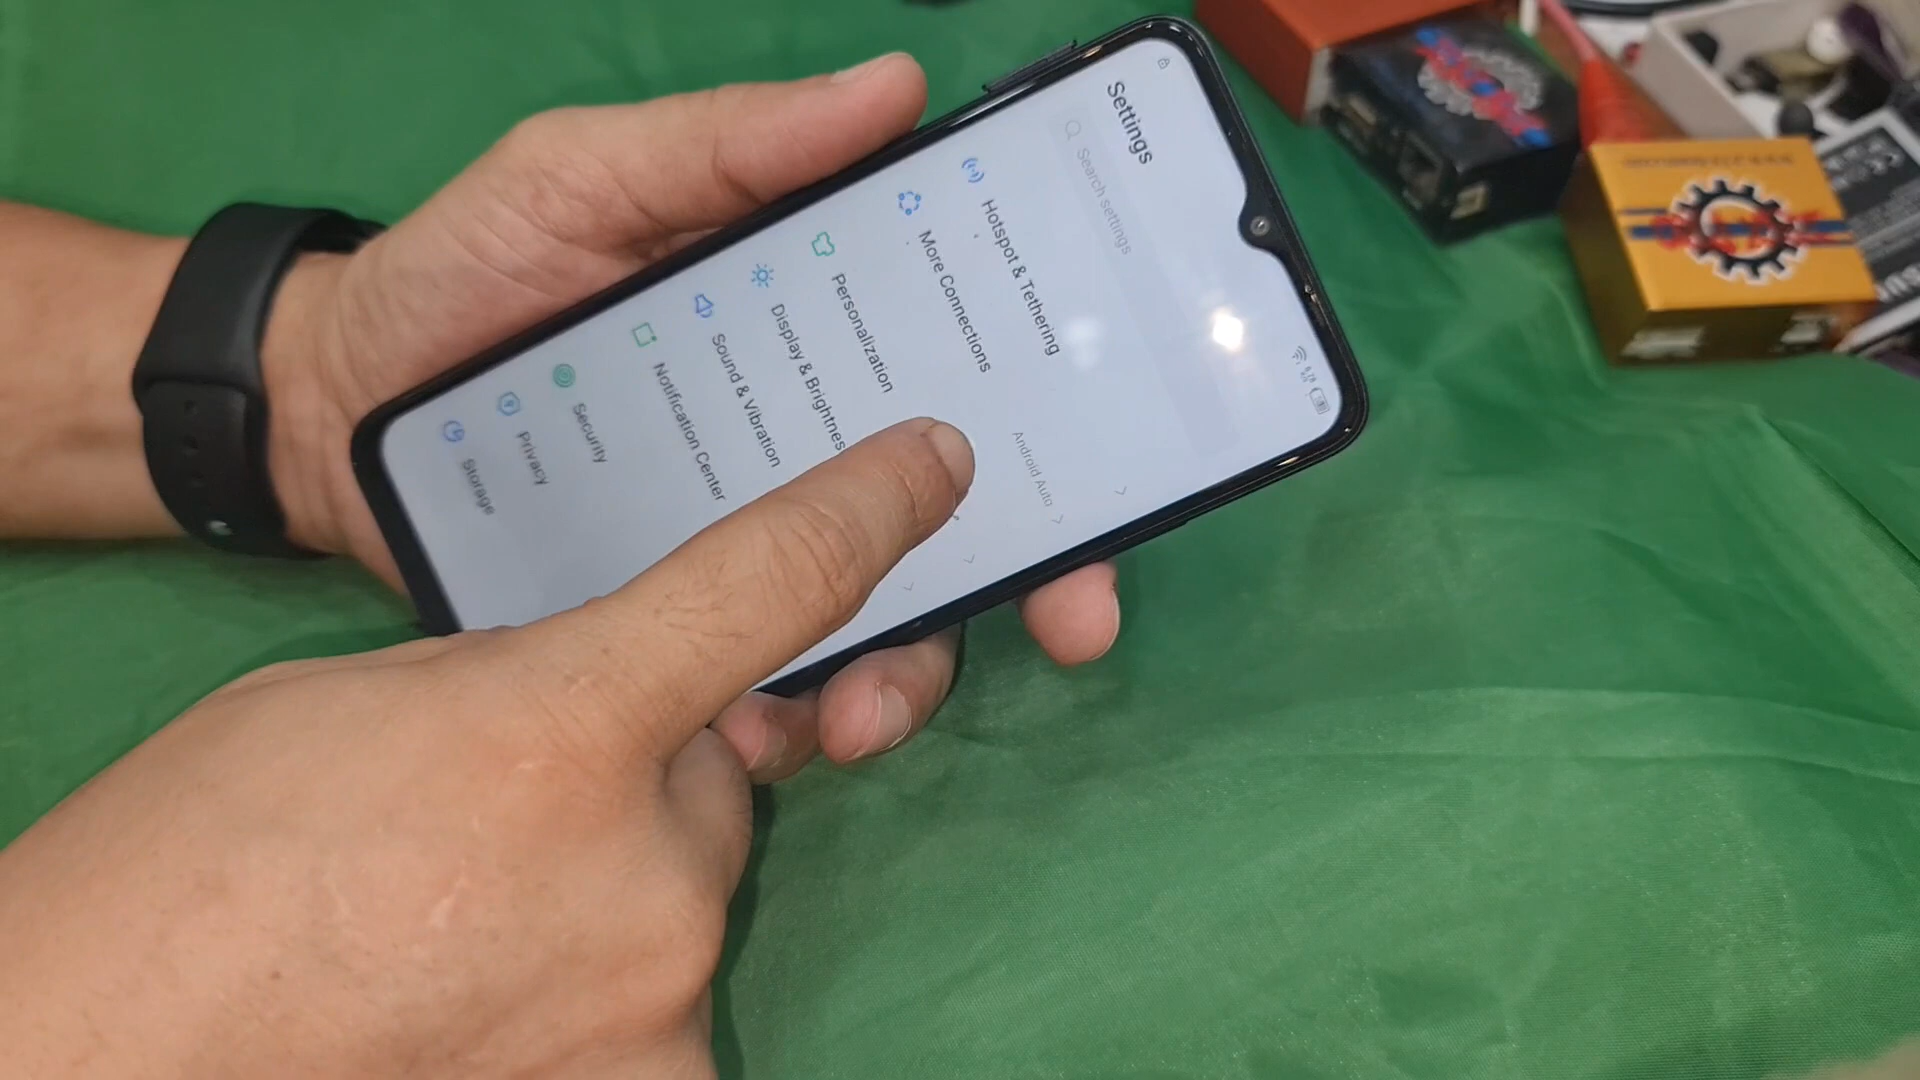 Settings
Search settings
Hotspot & Tethering
More Connections
Android Auto
Personalization
Display & Brightness
Sound & Vibration
Notification Center
Security
Privacy
Storage